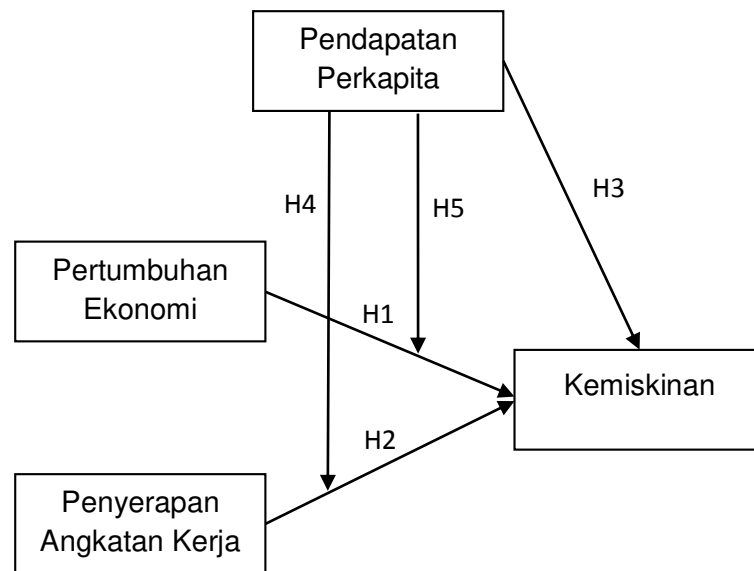 Pendapatan
Perkapita
H4
H5
H3
Pertumbuhan
Ekonomi
H1
Kemiskinan
H2
Penyerapan
Angkatan Kerja